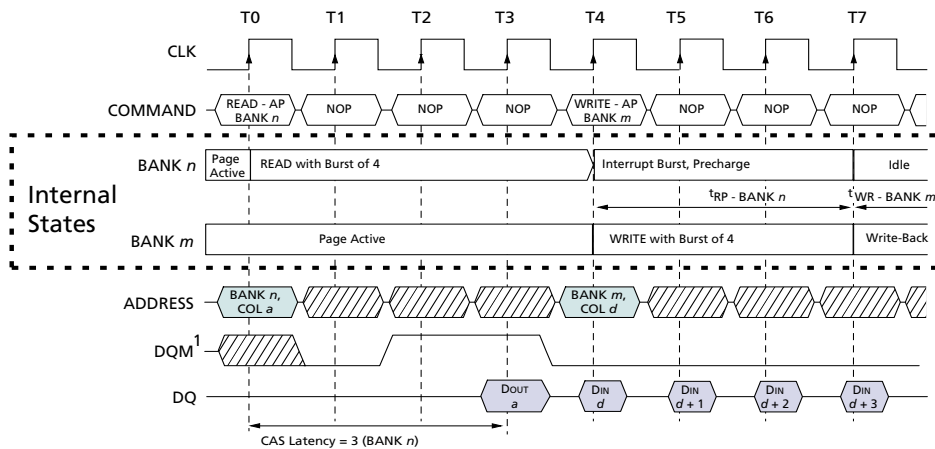 T0 T1 T2 T3 T4 T5 T6 T7
CLK
COMMAND
READ - AP
BANK n
NOP
NOP
NOP
WRITE - AP
BANK m
NOP
NOP
NOP
Internal
States
BANK n
Page
Active
READ with Burst of 4
Interrupt Burst, Precharge
Idle
tRP - BANK n
tWR - BANK m
BANK m
Page Active
WRITE with Burst of 4
Write-Back
ADDRESS
BANK n,
COL a
BANK m,
COL d
DQM1
DQ
DOUT
a
DIN
d
DIN
d + 1
DIN
d + 2
DIN
d + 3
CAS Latency = 3 (BANK n)